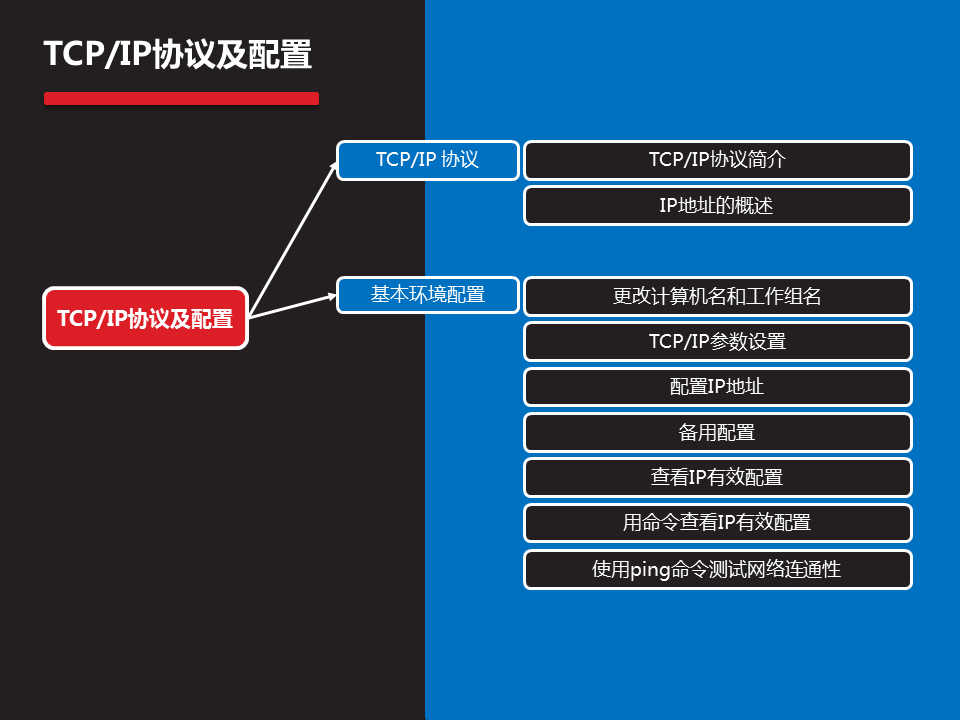 TCP/IP协议及配置
TCP/IP 协议
TCP/IP协议简介
IP地址的概述
TCP/IP协议及配置
基本环境配置
更改计算机名和工作组名
TCP/IP参数设置
配置IP地址
备用配置
查看IP有效配置
用命令查看IP有效配置
使用ping命令测试网络连通性